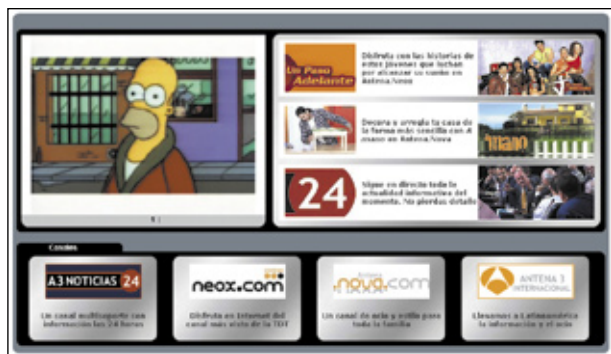 Un Paso
Adelante
Disfruta con las historias de
estos jóvenes que luchan
por alcanzar su sueño en
Antena.Neox
Decora y arregla tu casa de
la forma más sencilla con A
mano en Antena.Nova
mano
24
Sigue en directo toda la
actualidad informativa del
momento. No pierdas detalle
Canales
A3 NOTICIAS 24
Un canal multisoporte con
información las 24 horas
neox.com
Disfruta en Internet del
canal más visto de la TDT
nova.com
Un canal de ocio y estilo para
toda la familia
ANTENA 3
INTERNACIONAL
Llevamos a Latinoamérica
la información y el ocio